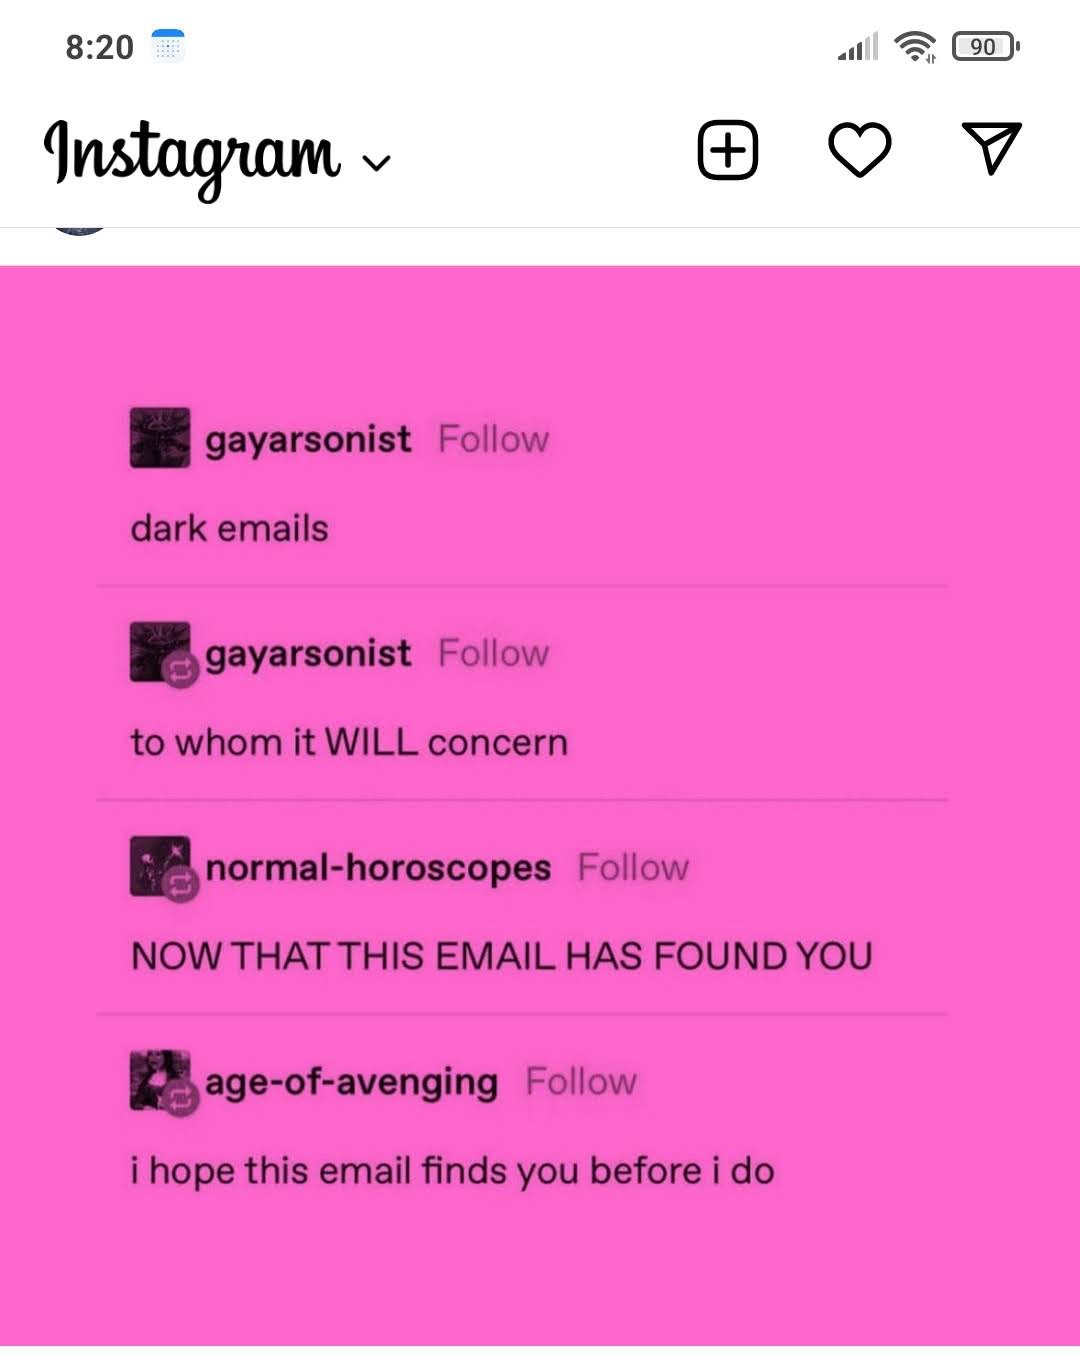 8:20
90
Instagram
gayarsonist Follow
dark emails
gayarsonist Follow
to whom it WILL concern
normal-horoscopes Follow
NOW THAT THIS EMAIL HAS FOUND YOU
age-of-avenging Follow
i hope this email finds you before i do